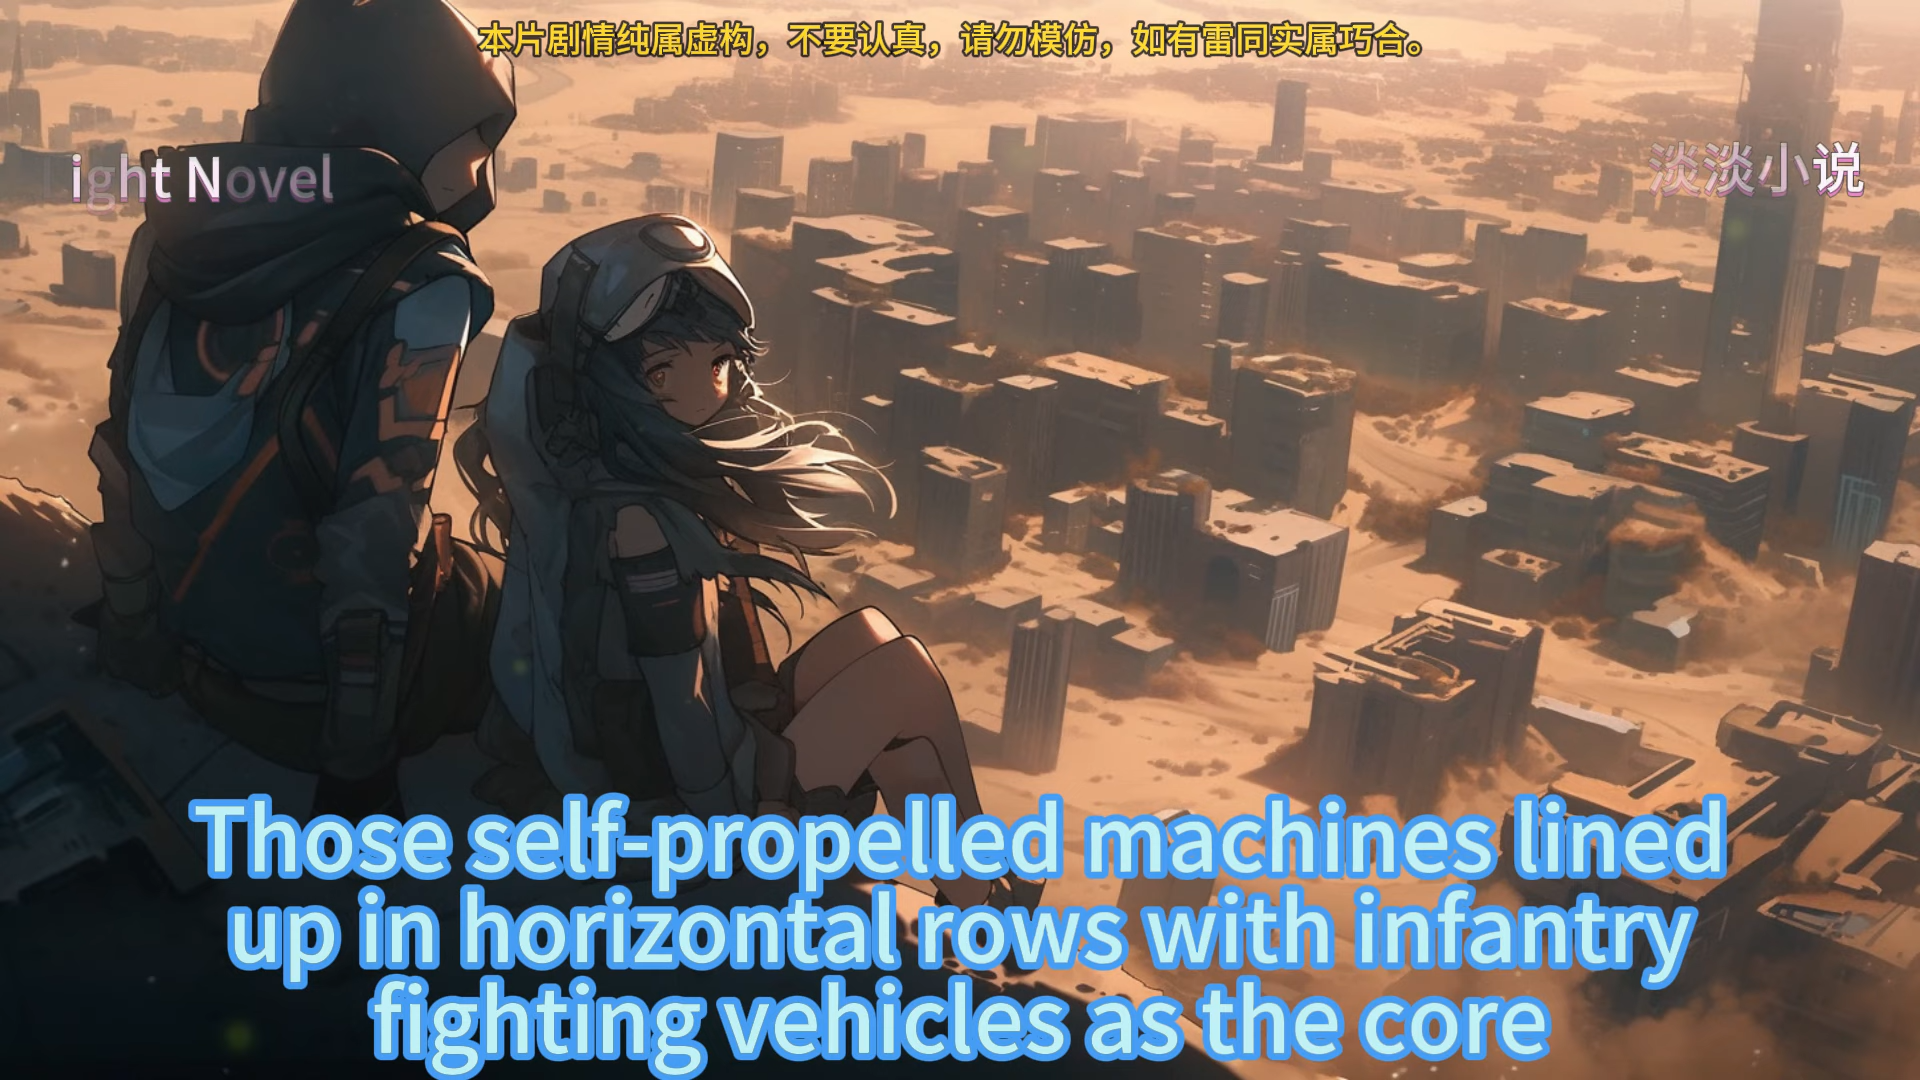 本片剧情纯属虚构，不要认真，请勿模仿，如有雷同实属巧合。
Light Novel
淡淡小说
Those self-propelled machines lined
up in horizontal rows with infantry
fighting vehicles as the core